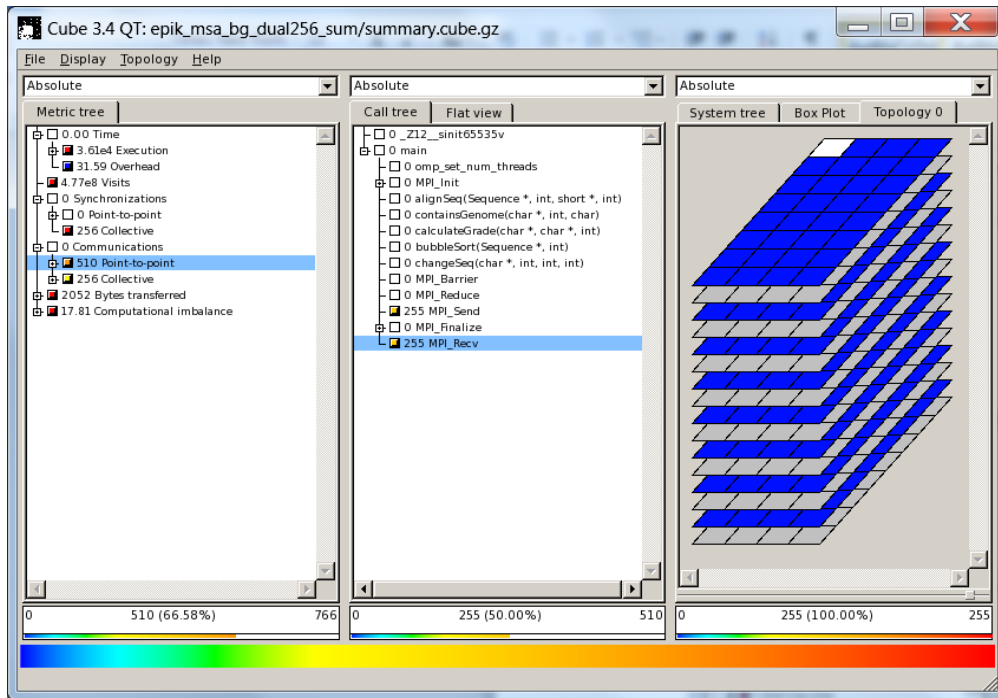 Cube 3.4 QT: epik_msa_bg_dual256_sum/summary.cube.gz
File Display Topology Help
Absolute
Metric tree
0.00 Time
3.61e4 Execution
31.59 Overhead
4.77e8 Visits
0 Synchronizations
0 Point-to-point
256 Collective
0 Communications
510 Point-to-point
256 Collective
2052 Bytes transferred
17.81 Computational imbalance
0 510 (66.58%) 766
Absolute
Call tree Flat view
0 _Z12__sinit65535v
0 main
0 omp_set_num_threads
0 MPI_Init
0 alignSeq(Sequence *, int, short *, int)
0 containsGenome(char *, int, char)
0 calculateGrade(char *, char *, int)
0 bubbleSort(Sequence *, int)
0 changeSeq(char *, int, int, int)
0 MPI_Barrier
0 MPI_Reduce
255 MPI_Send
0 MPI_Finalize
255 MPI_Recv
0 255 (50.00%) 510
Absolute
System tree Box Plot Topology 0
0 255 (100.00%) 255